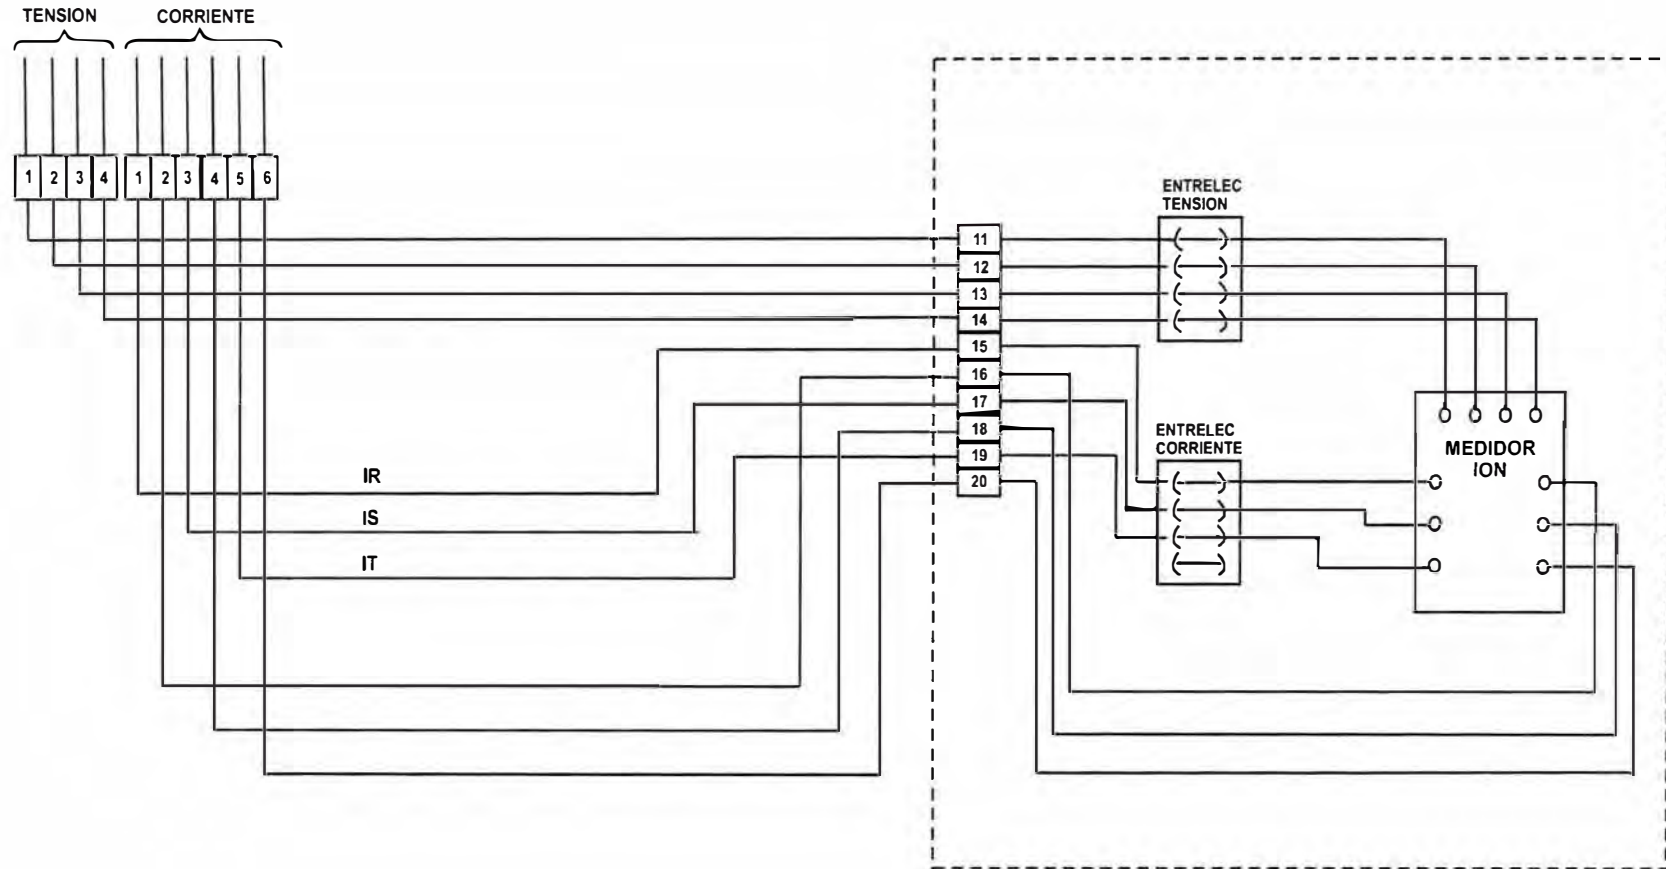 TENSION CORRIENTE
1 2 3 4 1 2 3 4 5 6
ENTRELEC
TENSION
11
12
13
14
15
16
17
18
19
20
ENTRELEC
CORRIENTE
MEDIDOR
ION
IR
IS
IT